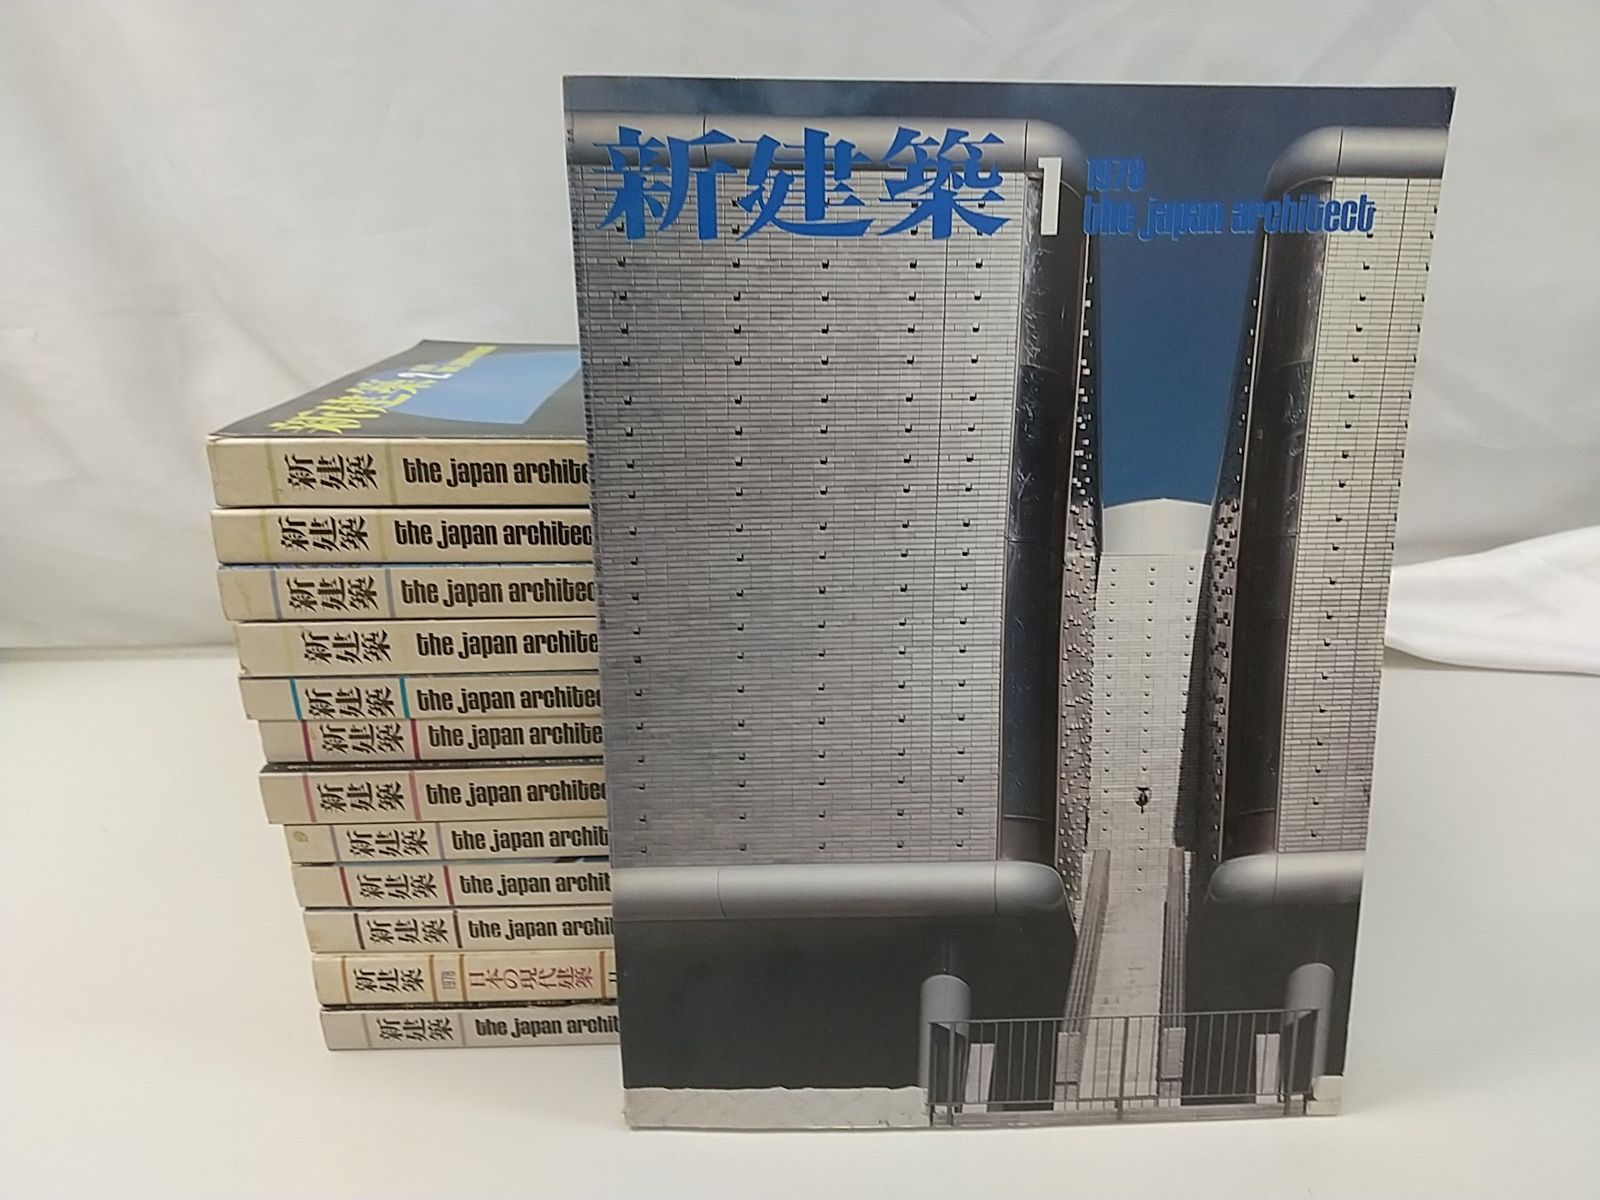 新建築 1 1978
the japan architect
新建築 2
新建築 the japan archite
新建築 the japan architec
新建築 the japan architec
新建築 the japan archite
新建築 the japan architec
新建築 the japan archite
新建築 the japan architec
新建築 the japan archit
新建築 the japan archit
新建築 the japan archit
新建築 1978 日本の現代建築
新建築 the japan archit